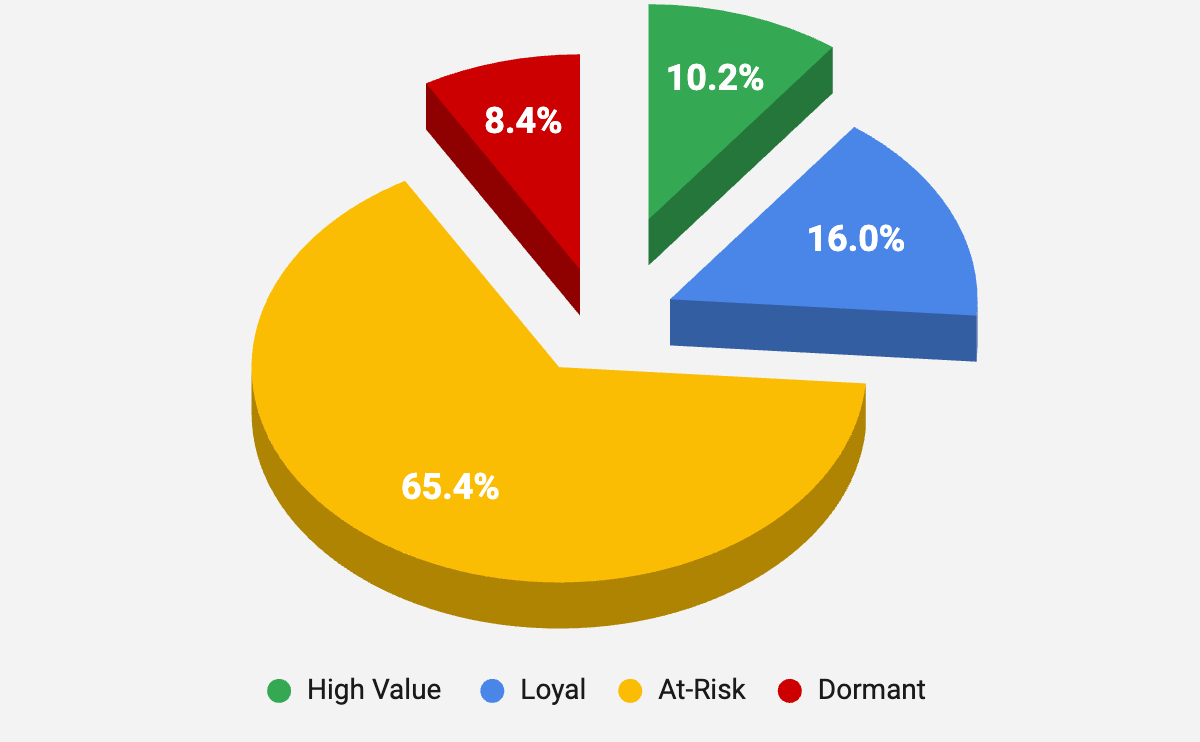 10.2%
8.4%
16.0%
65.4%
High Value Loyal At-Risk Dormant